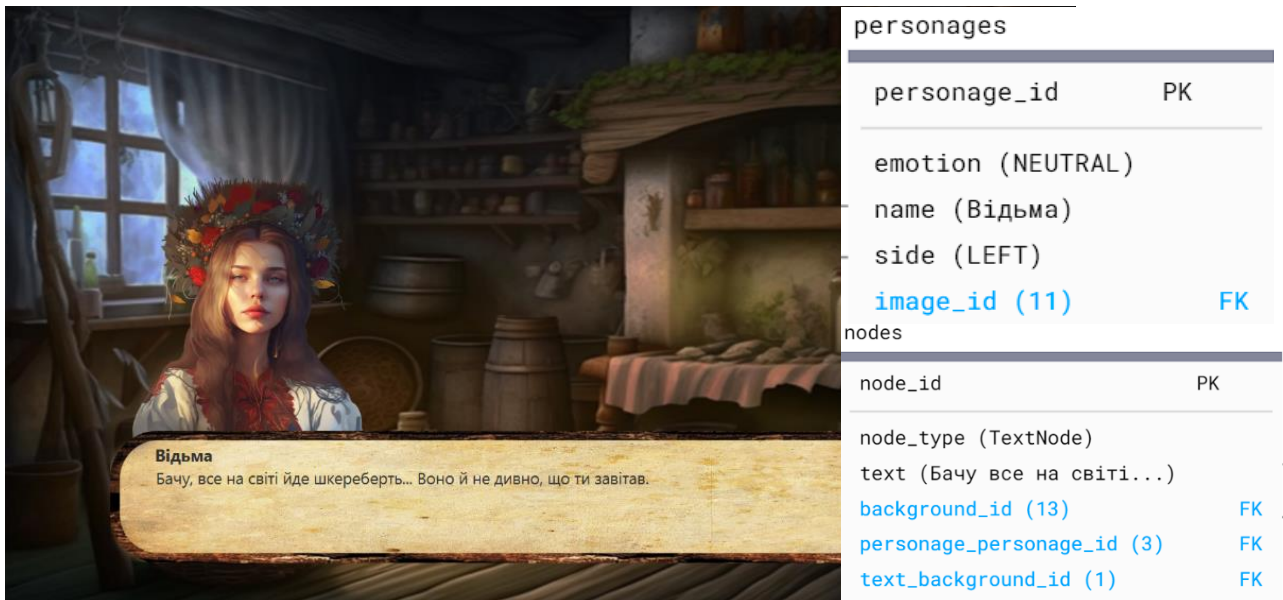 Відьма
Бачу, все на світі йде шкереберть... Воно й не дивно, що ти завітав.
personages
personage_id PK
emotion (NEUTRAL)
name (Відьма)
side (LEFT)
image_id (11) FK
nodes
node_id PK
node_type (TextNode)
text (Бачу все на світі...)
background_id (13) FK
personage_personage_id (3) FK
text_background_id (1) FK